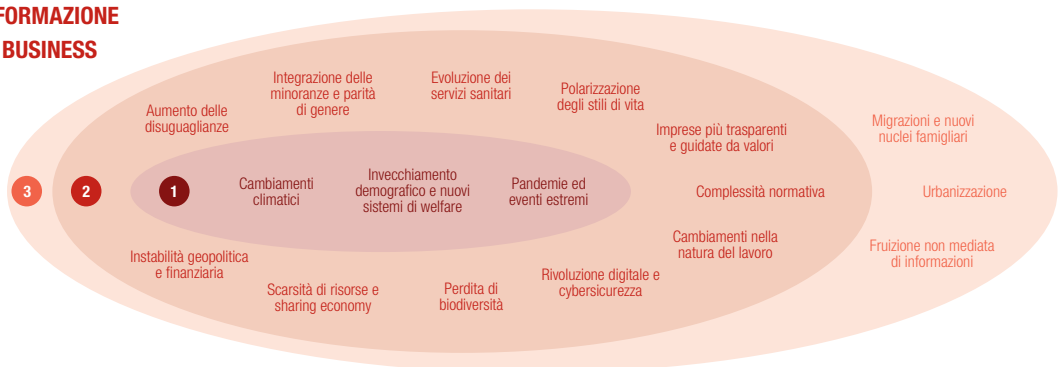 FORMAZIONE
BUSINESS
Integrazione delle
minoranze e parità
di genere
Evoluzione dei
servizi sanitari
Polarizzazione
degli stili di vita
Aumento delle
disuguaglianze
Imprese più trasparenti
e guidate da valori
Migrazioni e nuovi
nuclei famigliari
3
2
1
Cambiamenti
climatici
Invecchiamento
demografico e nuovi
sistemi di welfare
Pandemie ed
eventi estremi
Complessità normativa
Urbanizzazione
Instabilità geopolitica
e finanziaria
Scarsità di risorse e
sharing economy
Perdita di
biodiversità
Rivoluzione digitale e
cybersicurezza
Cambiamenti nella
natura del lavoro
Fruizione non mediata
di informazioni